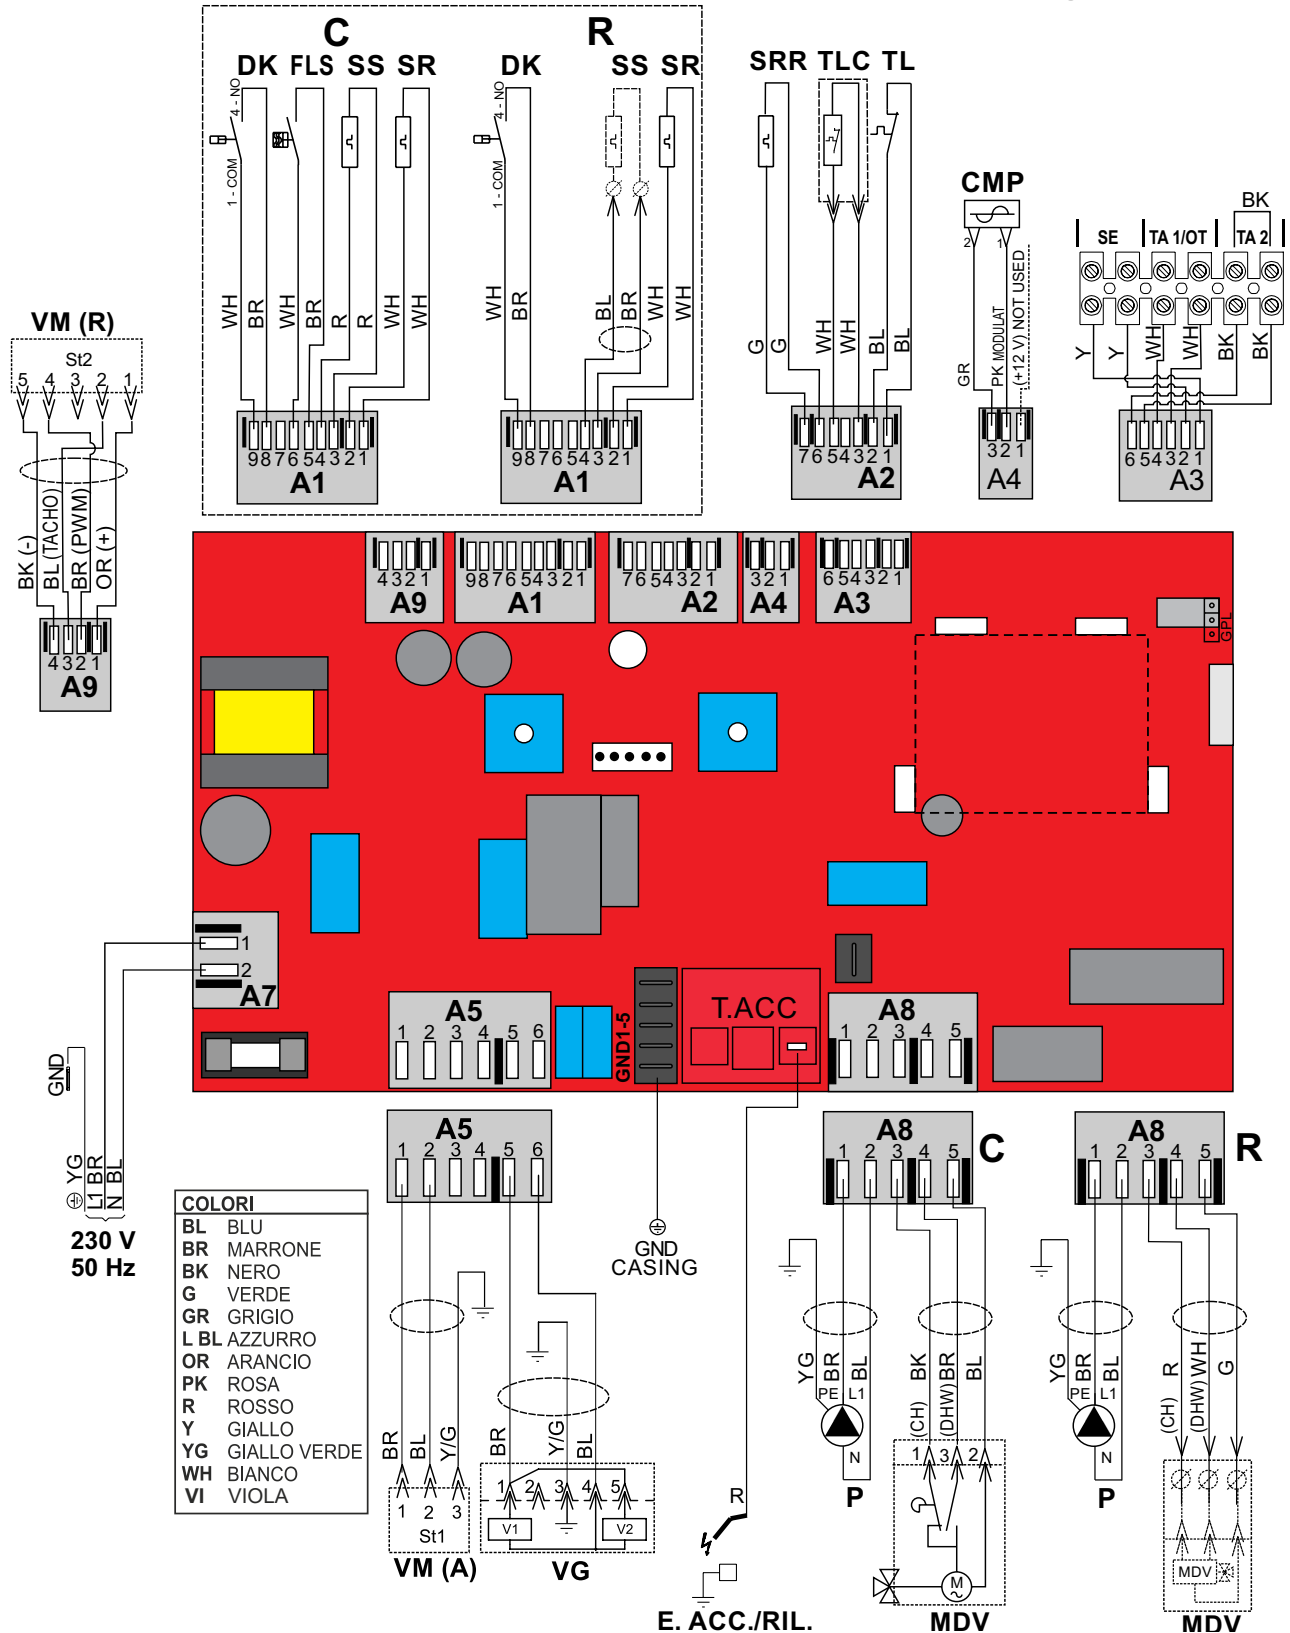 C
R
DK FLS SS SR
DK
SS SR
SRR TLC TL
4 - NO
1 - COM
WH
BR
WH
BR
R
R
WH
WH
4 - NO
1 - COM
WH
BR
BL
BR
WH
WH
G
G
WH
WH
BL
BL
CMP
2
1
GR
PK MODULAT
(+12 V) NOT USED
BK
SE
TA 1/OT
TA 2
Y
Y
WH
WH
BK
BK
VM (R)
St2
5 4 3 2 1
BK (-)
BL (TACHO)
BR (PWM)
OR (+)
4 3 2 1
A9
9 8 7 6 5 4 3 2 1
A1
9 8 7 6 5 4 3 2 1
A1
7 6 5 4 3 2 1
A2
3 2 1
A4
6 5 4 3 2 1
A3
4 3 2 1
A9
9 8 7 6 5 4 3 2 1
A1
7 6 5 4 3 2 1
A2
3 2 1
A4
6 5 4 3 2 1
A3
GPL
1
2
A7
A5
1 2 3 4 5 6
GND1-5
T.ACC
A8
1 2 3 4 5
GND
YG
L1 BR
N BL
230 V
50 Hz
A5
1 2 3 4 5 6
GND
CASING
A8
1 2 3 4 5
C
A8
1 2 3 4 5
R
COLORI
BL BLU
BR MARRONE
BK NERO
G VERDE
GR GRIGIO
L BL AZZURRO
OR ARANCIO
PK ROSA
R ROSSO
Y GIALLO
YG GIALLO VERDE
WH BIANCO
VI VIOLA
BR
BL
Y/G
1 2 3
St1
VM (A)
BR
Y/G
BL
1 2 3 4 5
V1
V2
VG
R
E. ACC./RIL.
YG
BR
BL
PE
L1
N
P
(CH) BK
(DHW) BR
BL
1 3 2
M
~
MDV
YG
BR
BL
PE
L1
N
P
(CH) R
(DHW) WH
G
MDV
MDV